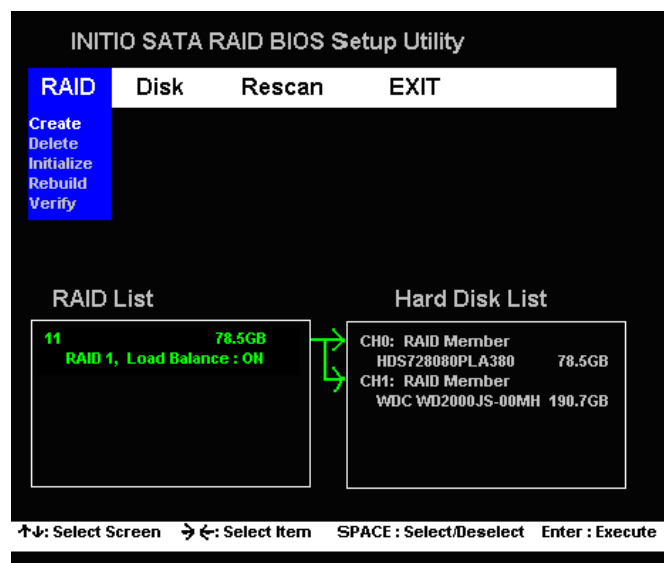 INITIO SATA RAID BIOS Setup Utility
RAID Disk Rescan EXIT
Create
Delete
Initialize
Rebuild
Verify
RAID List
11 78.5GB
RAID 1, Load Balance : ON
Hard Disk List
CH0: RAID Member
HDS728080PLA380 78.5GB
CH1: RAID Member
WDC WD2000JS-00MH 190.7GB
↑↓: Select Screen →←: Select Item SPACE : Select/Deselect Enter : Execute